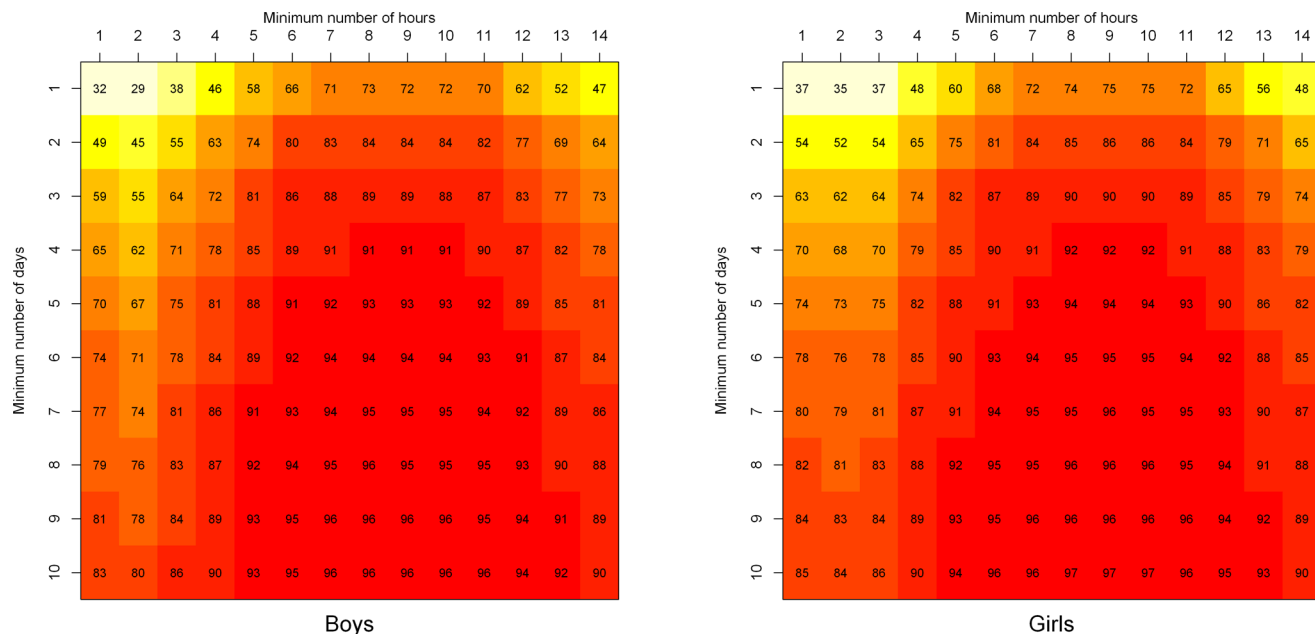 Minimum number of hours
1 2 3 4 5 6 7 8 9 10 11 12 13 14
Minimum number of days
1 32 29 38 46 58 66 71 73 72 72 70 62 52 47
2 49 45 55 63 74 80 83 84 84 84 82 77 69 64
3 59 55 64 72 81 86 88 89 89 88 87 83 77 73
4 65 62 71 78 85 89 91 91 91 91 90 87 82 78
5 70 67 75 81 88 91 92 93 93 93 92 89 85 81
6 74 71 78 84 89 92 94 94 94 94 93 91 87 84
7 77 74 81 86 91 93 94 95 95 95 94 92 89 86
8 79 76 83 87 92 94 95 96 95 95 95 93 90 88
9 81 78 84 89 93 95 96 96 96 96 95 94 91 89
10 83 80 86 90 93 95 96 96 96 96 96 94 92 90
Boys
Minimum number of hours
1 2 3 4 5 6 7 8 9 10 11 12 13 14
Minimum number of days
1 37 35 37 48 60 68 72 74 75 75 72 65 56 48
2 54 52 54 65 75 81 84 85 86 86 84 79 71 65
3 63 62 64 74 82 87 89 90 90 90 89 85 79 74
4 70 68 70 79 85 90 91 92 92 92 91 88 83 79
5 74 73 75 82 88 91 93 94 94 94 93 90 86 82
6 78 76 78 85 90 93 94 95 95 95 94 92 88 85
7 80 79 81 87 91 94 95 95 96 95 95 93 90 87
8 82 81 83 88 92 95 95 96 96 96 95 94 91 88
9 84 83 84 89 93 95 96 96 96 96 96 94 92 89
10 85 84 86 90 94 96 96 97 97 97 96 95 93 90
Girls